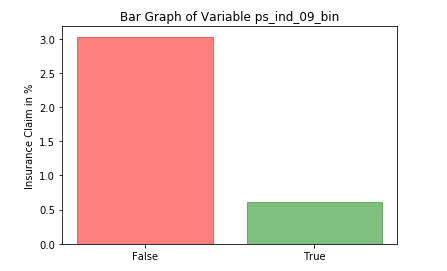 Bar Graph of Variable ps_ind_09_bin
Insurance Claim in %
3.0
2.5
2.0
1.5
1.0
0.5
0.0
False True